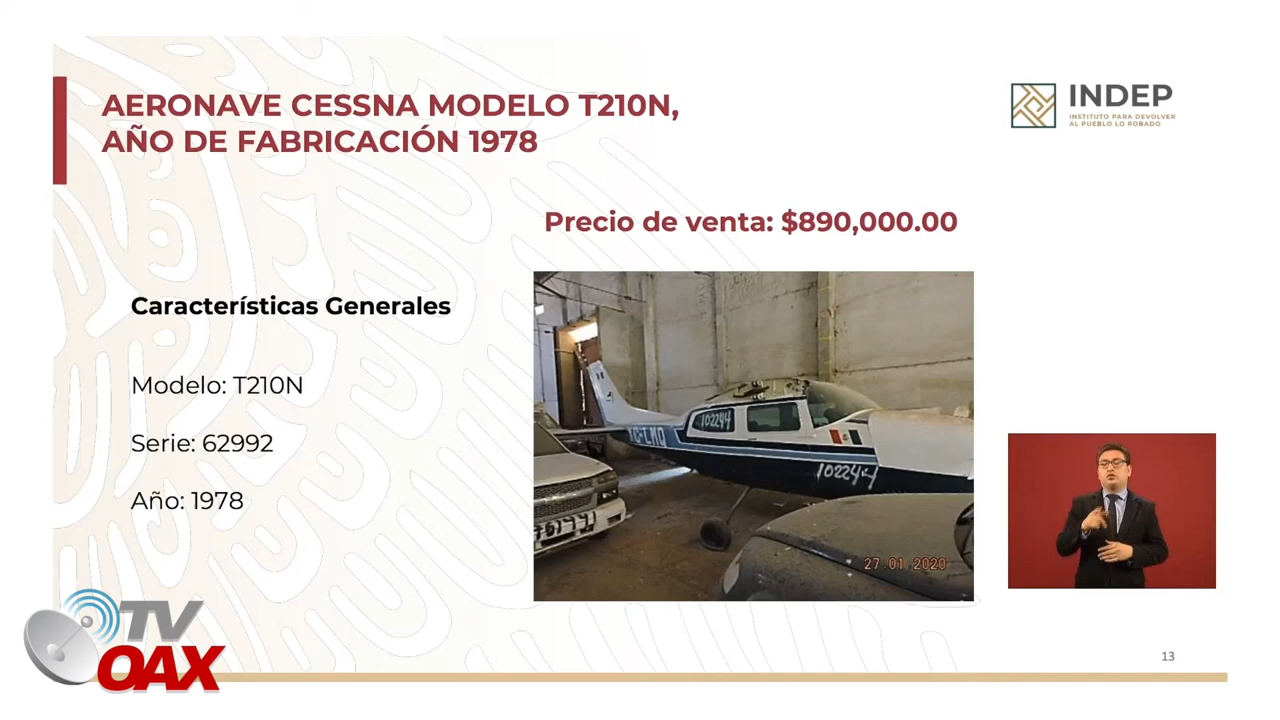 AERONAVE CESSNA MODELO T210N,
AÑO DE FABRICACIÓN 1978
INDEP
INSTITUTO PARA DEVOLVER
AL PUEBLO LO ROBADO
Precio de venta: $890,000.00
Características Generales
Modelo: T210N
Serie: 62992
Año: 1978
102244
102244
27 01 2020
TV
OAX
13